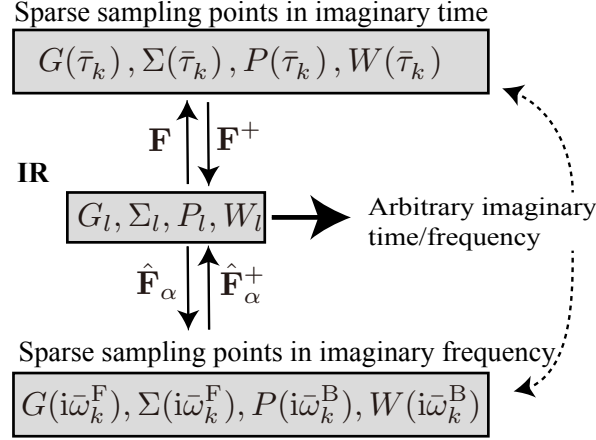 Sparse sampling points in imaginary time
G(τ̄_k) , Σ(τ̄_k) , P(τ̄_k) , W(τ̄_k)
F F⁺
IR
G_l, Σ_l, P_l, W_l
Arbitrary imaginary
time/frequency
F̂_α F̂_α⁺
Sparse sampling points in imaginary frequency
G(iω̄_k^F), Σ(iω̄_k^F), P(iω̄_k^B), W(iω̄_k^B)